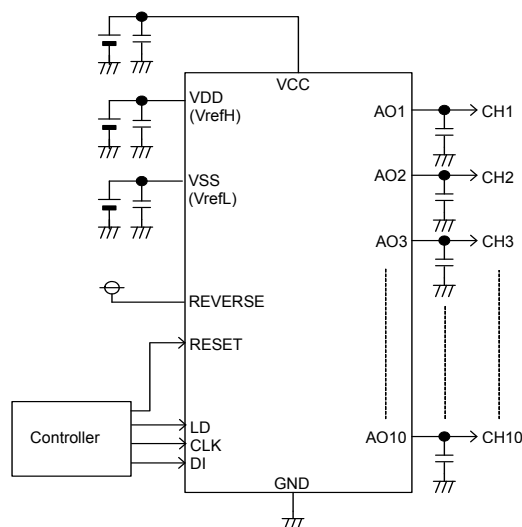 VCC
VDD
(VrefH)
AO1
CH1
VSS
(VrefL)
AO2
CH2
AO3
CH3
REVERSE
RESET
Controller
LD
CLK
DI
AO10
CH10
GND